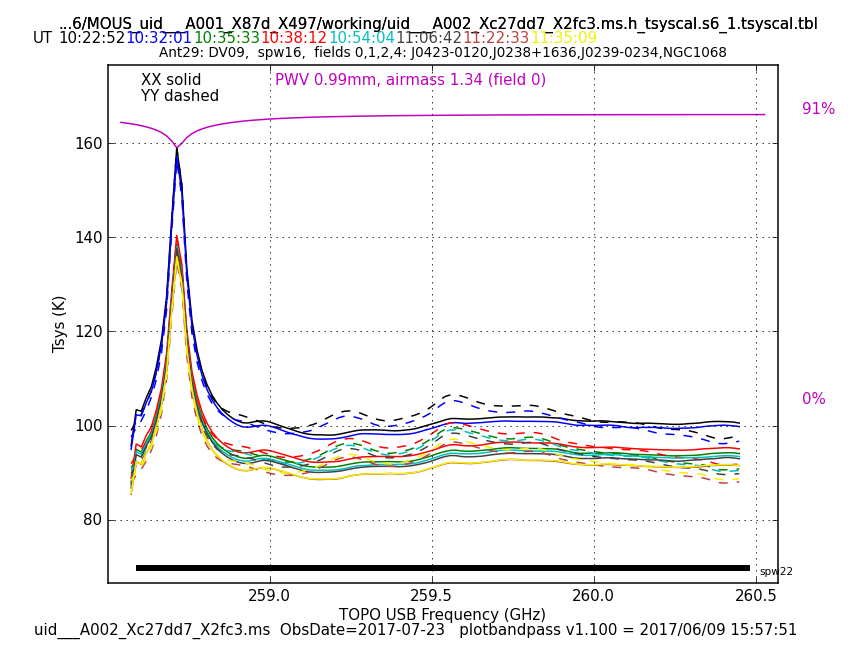 ...6/MOUS_uid___A001_X87d_X497/working/uid___A002_Xc27dd7_X2fc3.ms.h_tsyscal.s6_1.tsyscal.tbl
UT 10:22:52 10:32:01 10:35:33 10:38:12 10:54:04 11:06:42 11:22:33 11:35:09
Ant29: DV09, spw16, fields 0,1,2,4: J0423-0120,J0238+1636,J0239-0234,NGC1068
XX solid
PWV 0.99mm, airmass 1.34 (field 0)
YY dashed
91%
160
140
120
100
80
0%
Tsys (K)
spw22
259.0 259.5 260.0 260.5
TOPO USB Frequency (GHz)
uid___A002_Xc27dd7_X2fc3.ms ObsDate=2017-07-23 plotbandpass v1.100 = 2017/06/09 15:57:51